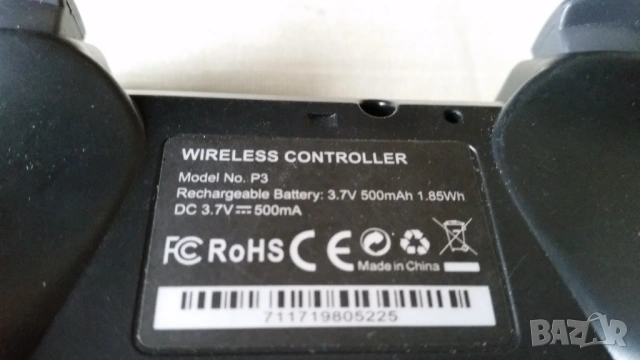 WIRELESS CONTROLLER
Model No. P3
Rechargeable Battery: 3.7V 500mAh 1.85Wh
DC 3.7V⎓500mA
FC RoHS CE
Made in China
711719805225
BAZAR